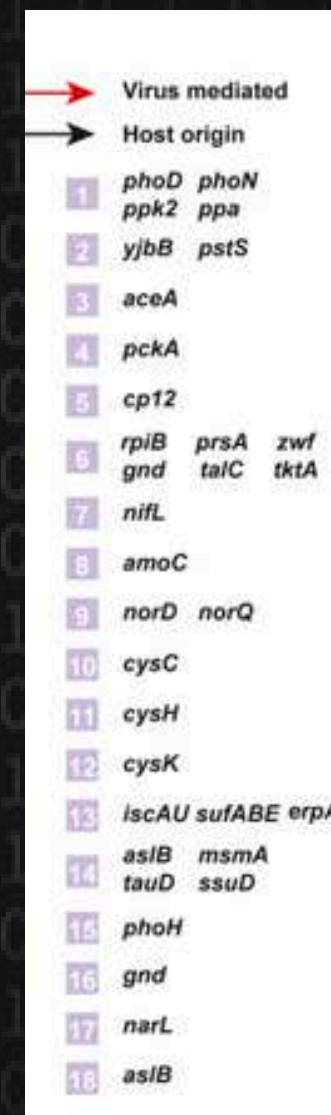 Virus mediated
Host origin
1 phoD phoN
ppk2 ppa
2 yjbB pstS
3 aceA
4 pckA
5 cp12
6 rpiB prsA zwf
gnd talC tktA
7 nifL
8 amoC
9 norD norQ
10 cysC
11 cysH
12 cysK
13 iscAU sufABE erpA
14 aslB msmA
tauD ssuD
15 phoH
16 gnd
17 narL
18 aslB